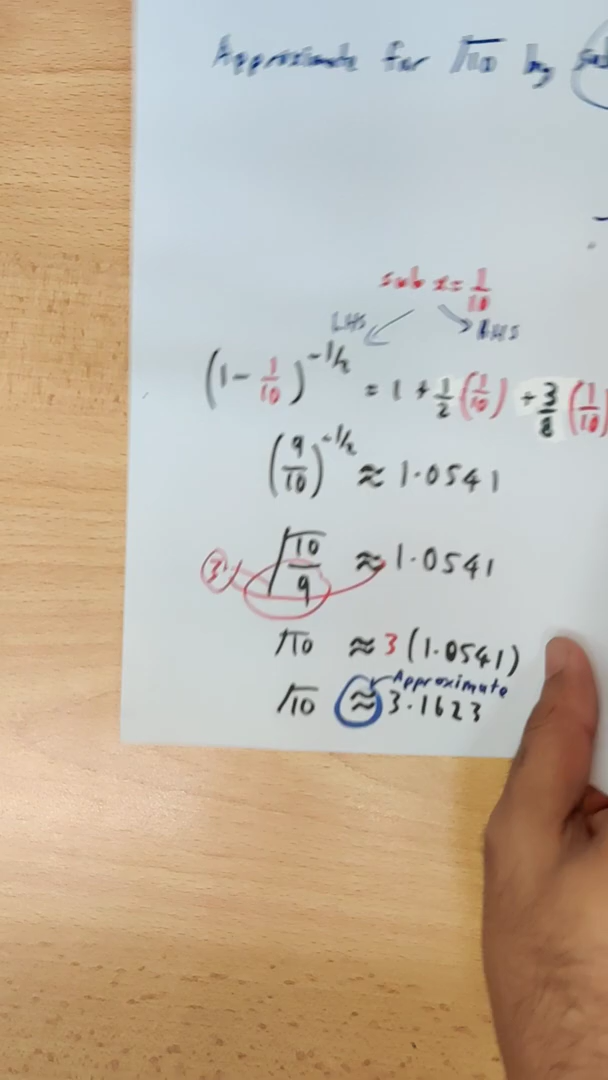 Approximate for √10 by sub
sub x = 1/10
LHS RHS
(1 - 1/10)^-1/2 = 1 + 1/2 (1/10) + 3/8 (1/10)
(9/10)^-1/2 ≈ 1.0541
3 √10/9 ≈ 1.0541
√10 ≈ 3(1.0541)
Approximate
√10 ≈ 3.1623